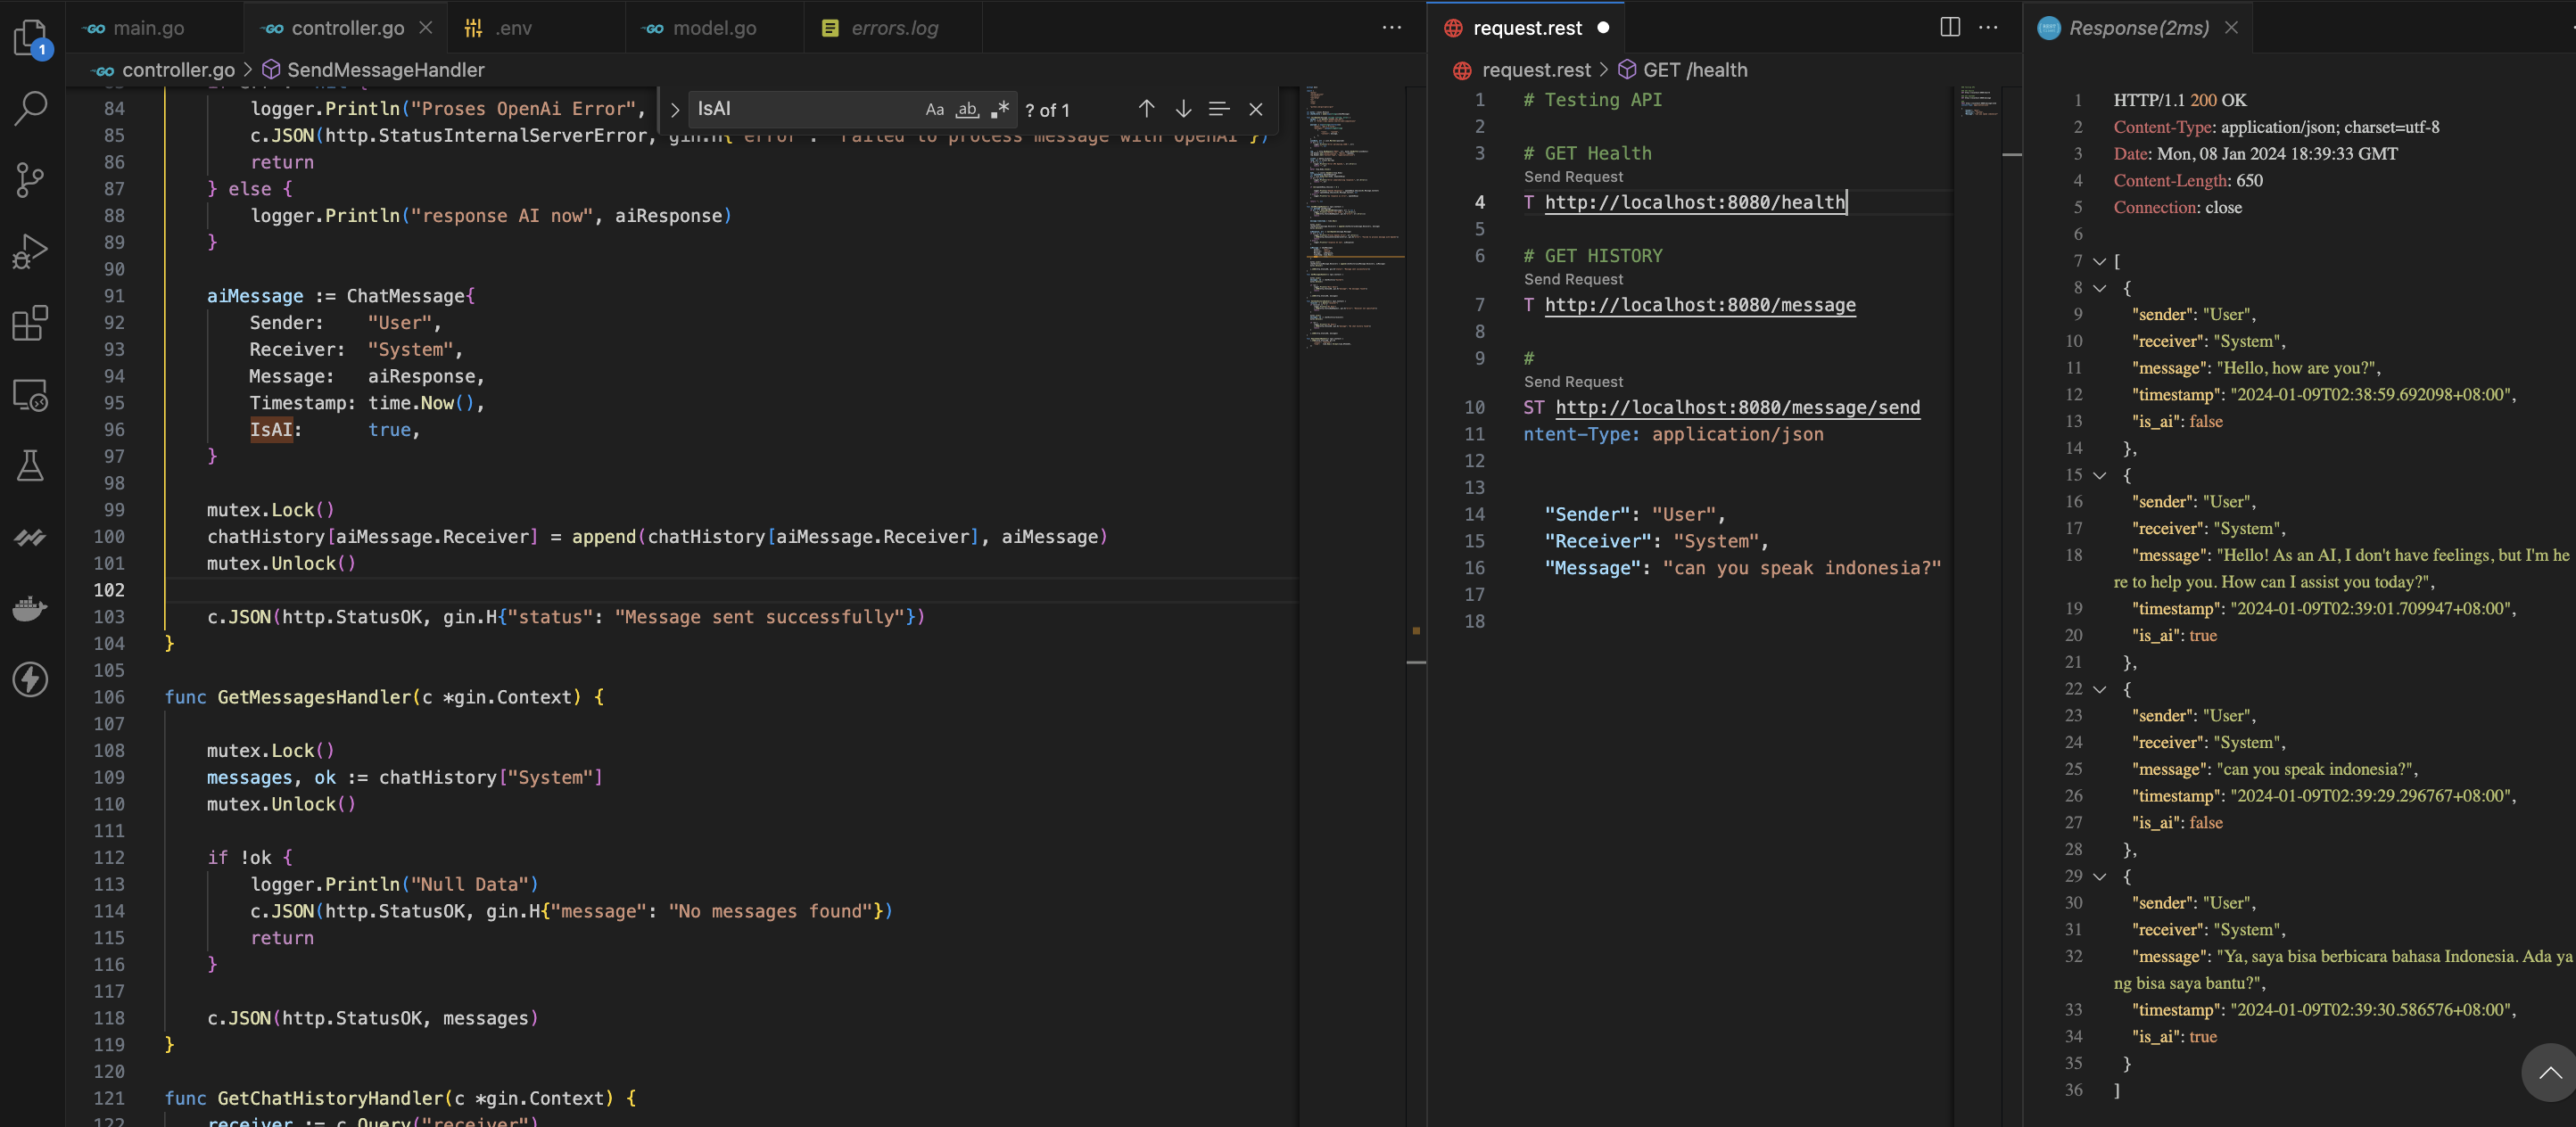 main.go
controller.go
.env
model.go
errors.log
controller.go > SendMessageHandler
IsAI
Aa
ab
? of 1
84 logger.Println("Proses OpenAi Error",
85 c.JSON(http.StatusInternalServerError, gin.H{"error": "failed to process message with OpenAI"})
86 return
87 } else {
88 logger.Println("response AI now", aiResponse)
89 }
90
91 aiMessage := ChatMessage{
92 Sender: "User",
93 Receiver: "System",
94 Message: aiResponse,
95 Timestamp: time.Now(),
96 IsAI: true,
97 }
98
99 mutex.Lock()
100 chatHistory[aiMessage.Receiver] = append(chatHistory[aiMessage.Receiver], aiMessage)
101 mutex.Unlock()
102
103 c.JSON(http.StatusOK, gin.H{"status": "Message sent successfully"})
104 }
105
106 func GetMessagesHandler(c *gin.Context) {
107
108 mutex.Lock()
109 messages, ok := chatHistory["System"]
110 mutex.Unlock()
111
112 if !ok {
113 logger.Println("Null Data")
114 c.JSON(http.StatusOK, gin.H{"message": "No messages found"})
115 return
116 }
117
118 c.JSON(http.StatusOK, messages)
119 }
120
121 func GetChatHistoryHandler(c *gin.Context) {
122 receiver := c.Query("receiver")
1
request.rest
request.rest > GET /health
1 # Testing API
2
3 # GET Health
Send Request
4 T http://localhost:8080/health
5
6 # GET HISTORY
Send Request
7 T http://localhost:8080/message
8
9 #
Send Request
10 ST http://localhost:8080/message/send
11 ntent-Type: application/json
12
13
14 "Sender": "User",
15 "Receiver": "System",
16 "Message": "can you speak indonesia?"
17
18
Response(2ms)
1 HTTP/1.1 200 OK
2 Content-Type: application/json; charset=utf-8
3 Date: Mon, 08 Jan 2024 18:39:33 GMT
4 Content-Length: 650
5 Connection: close
6
7 [
8 {
9 "sender": "User",
10 "receiver": "System",
11 "message": "Hello, how are you?",
12 "timestamp": "2024-01-09T02:38:59.692098+08:00",
13 "is_ai": false
14 },
15 {
16 "sender": "User",
17 "receiver": "System",
18 "message": "Hello! As an AI, I don't have feelings, but I'm he
re to help you. How can I assist you today?",
19 "timestamp": "2024-01-09T02:39:01.709947+08:00",
20 "is_ai": true
21 },
22 {
23 "sender": "User",
24 "receiver": "System",
25 "message": "can you speak indonesia?",
26 "timestamp": "2024-01-09T02:39:29.296767+08:00",
27 "is_ai": false
28 },
29 {
30 "sender": "User",
31 "receiver": "System",
32 "message": "Ya, saya bisa berbicara bahasa Indonesia. Ada ya
ng bisa saya bantu?",
33 "timestamp": "2024-01-09T02:39:30.586576+08:00",
34 "is_ai": true
35 }
36 ]